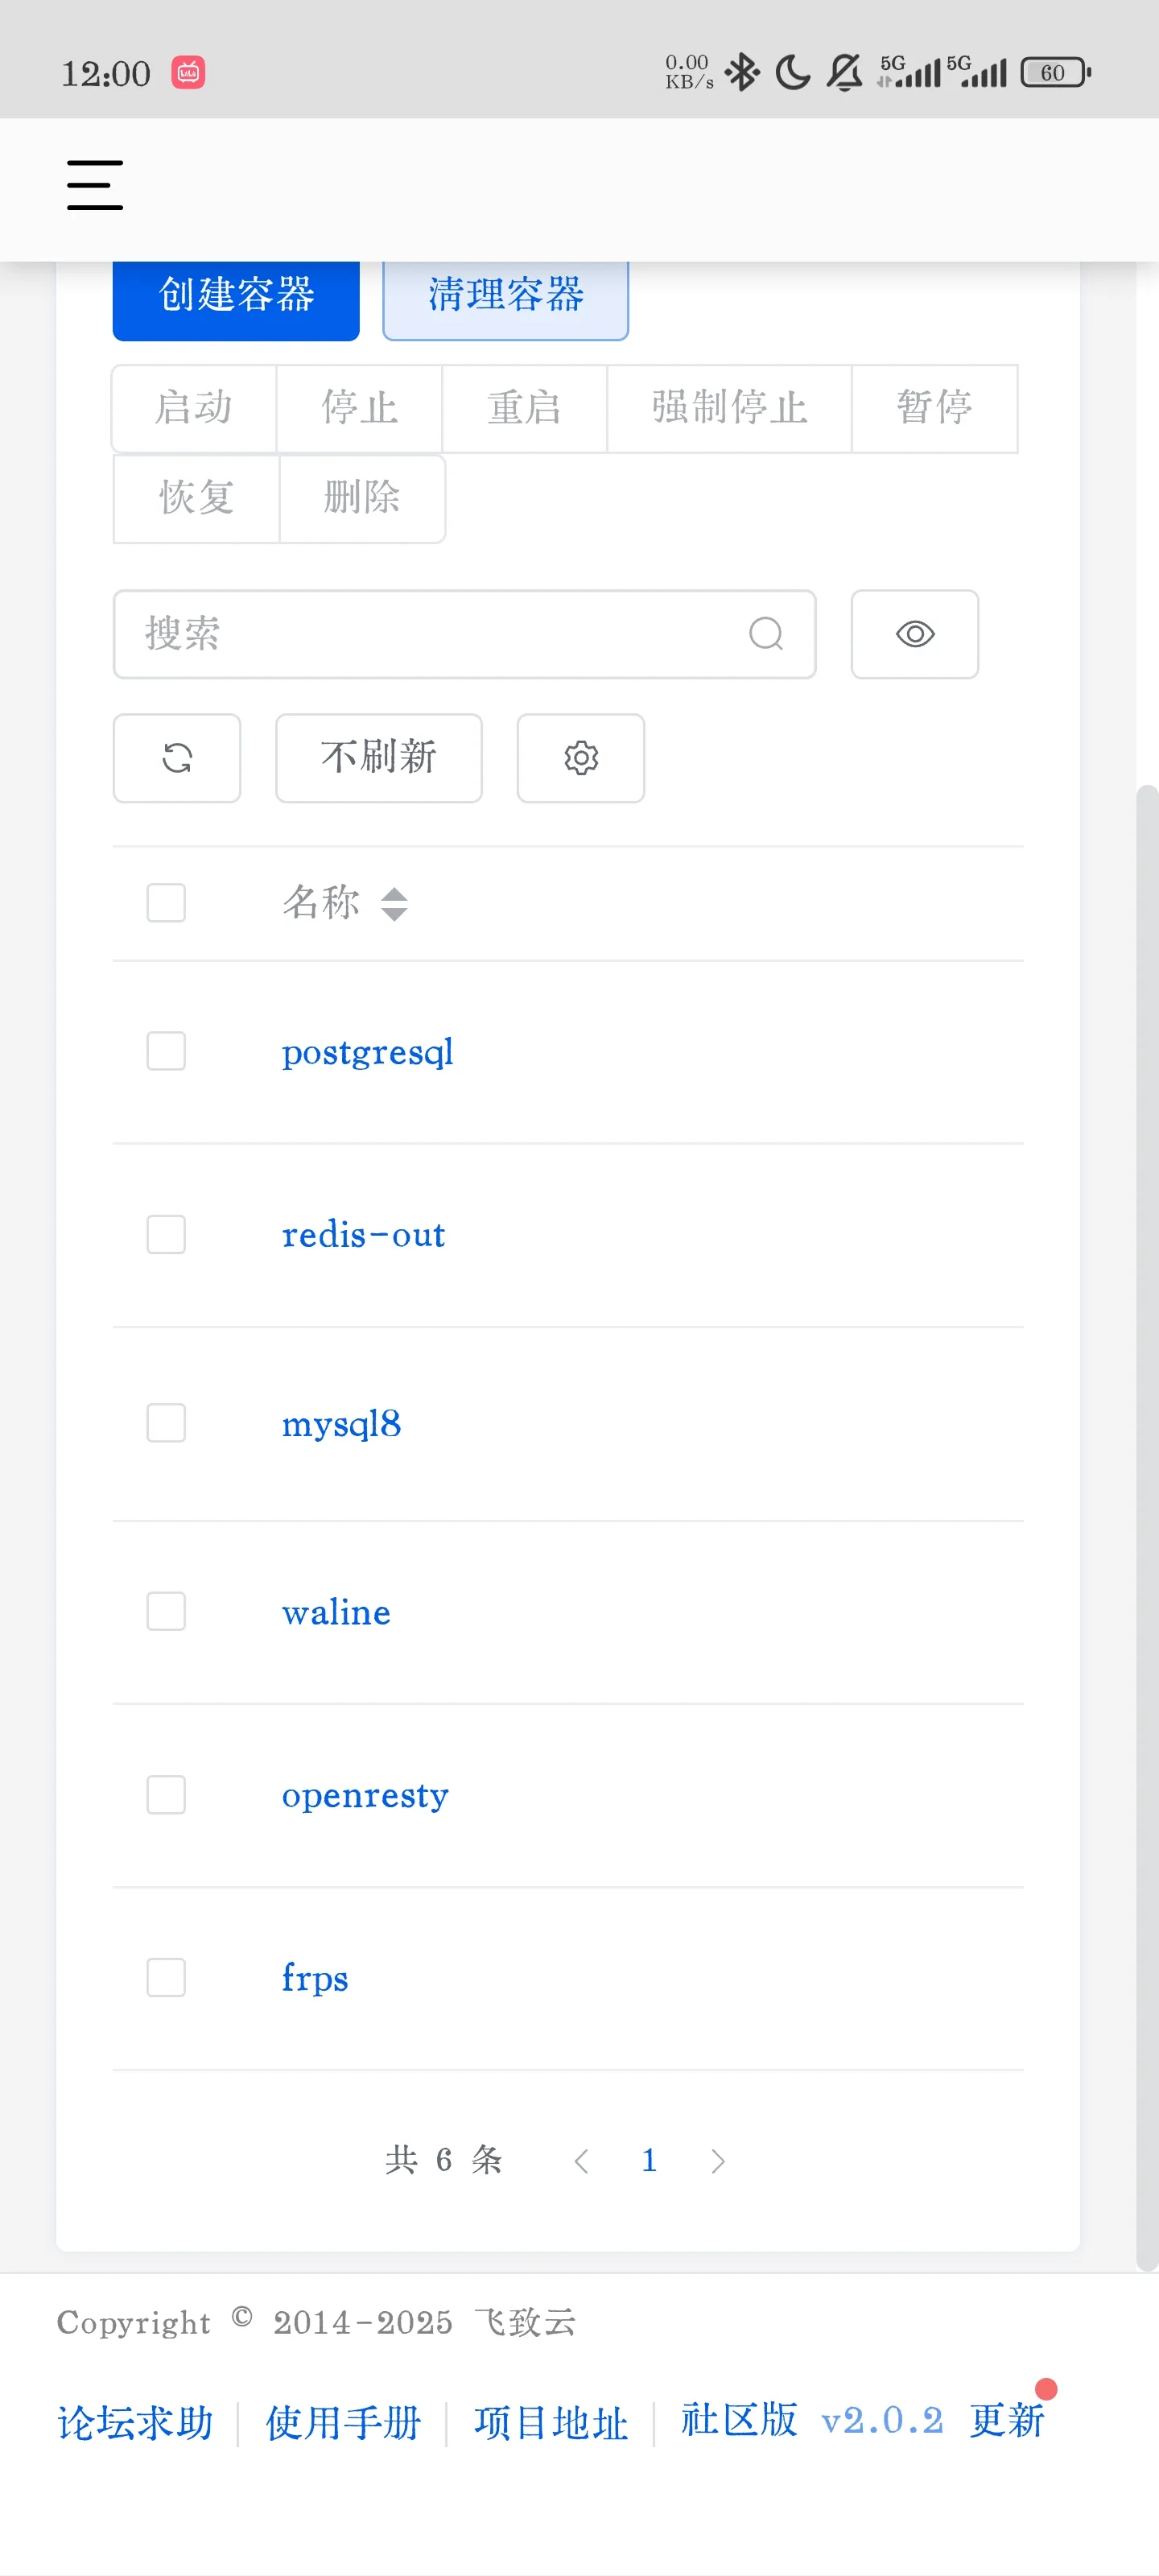 12:00
0.00 KB/s 5G 5G 60
创建容器 清理容器
启动 停止 重启 强制停止 暂停
恢复 删除
搜索
不刷新
名称
postgresql
redis-out
mysql8
waline
openresty
frps
共 6 条 1
Copyright © 2014-2025 飞致云
论坛求助 使用手册 项目地址 社区版 v2.0.2 更新